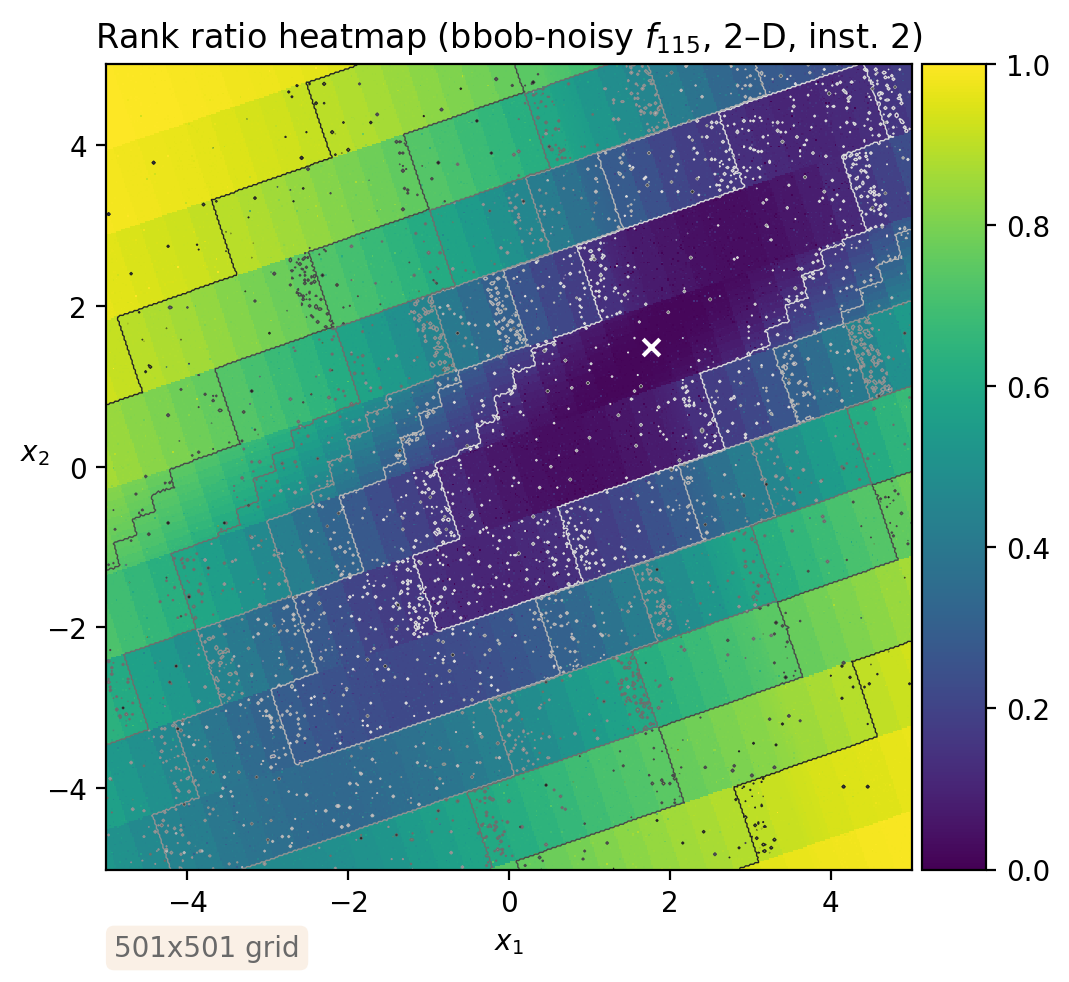 Rank ratio heatmap (bbob-noisy f₁₁₅, 2–D, inst. 2)
1.0
0.8
0.6
0.4
0.2
0.0
4
2
0
−2
−4
x₂
−4 −2 0 2 4
x₁
501x501 grid